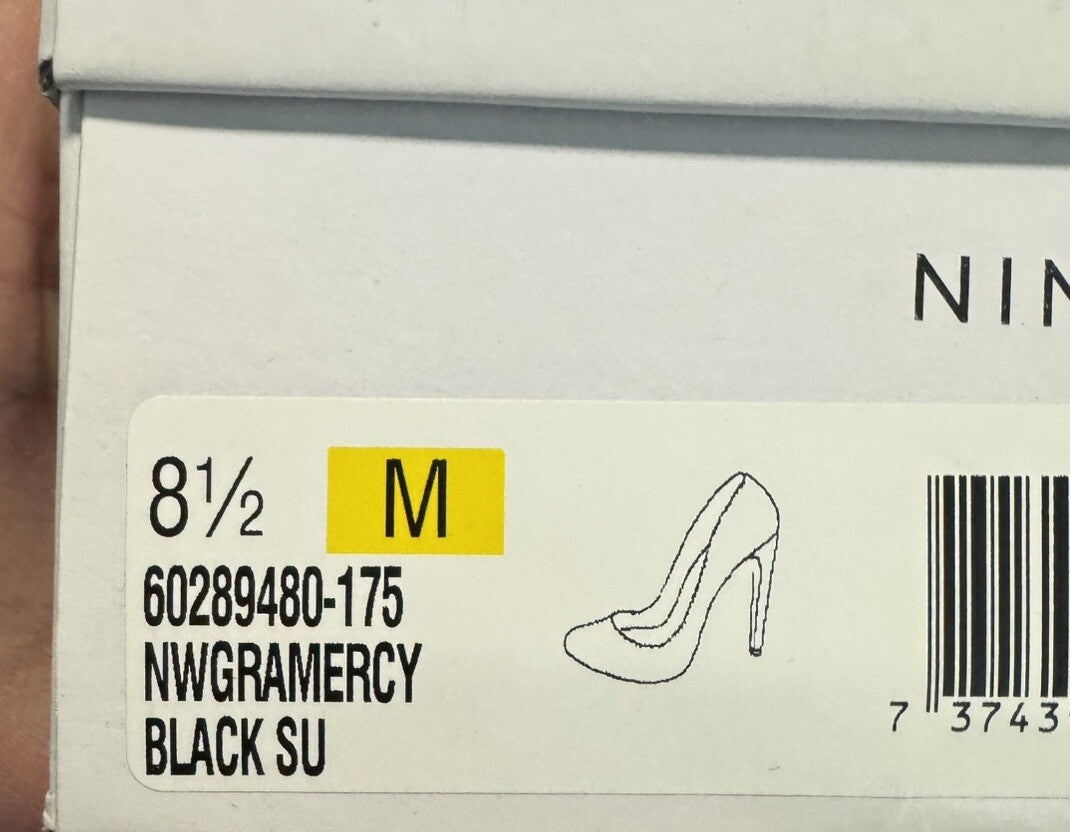 NIN
8½ M
60289480-175
NWGRAMERCY
BLACK SU
7 3743